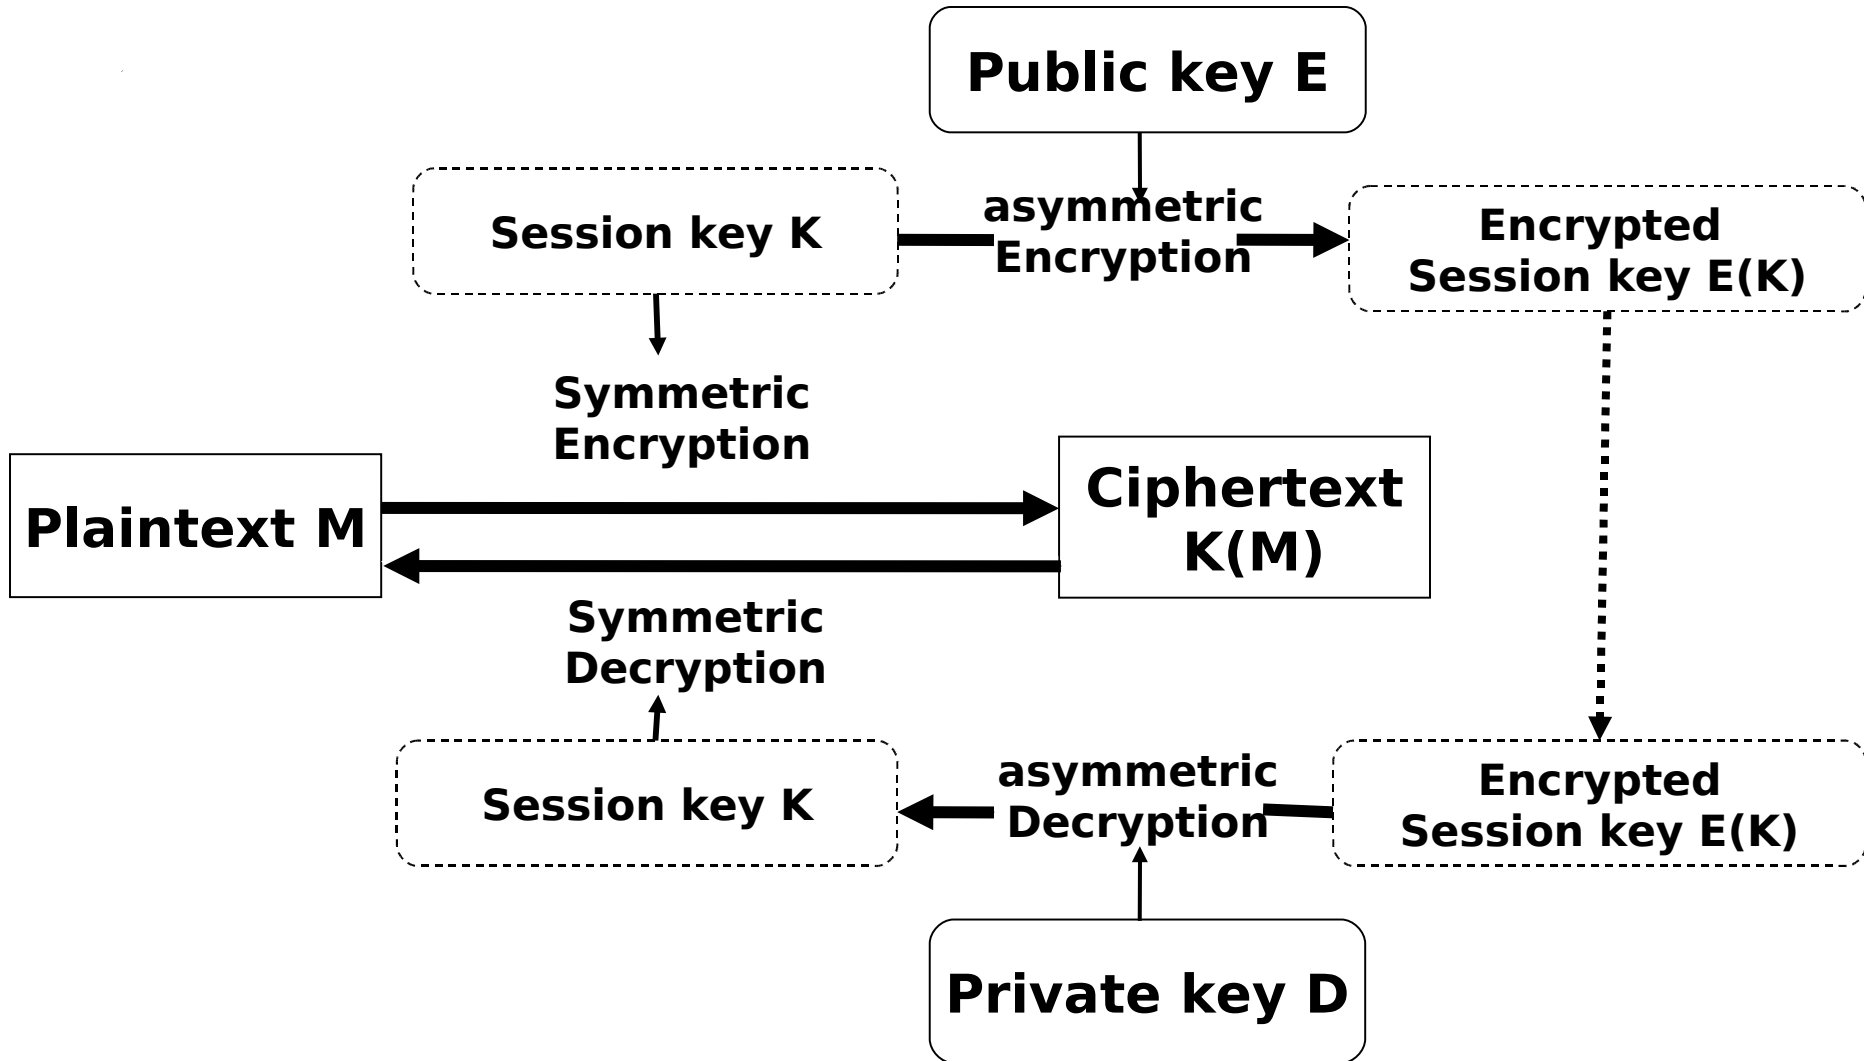 Public key E
Session key K
asymmetric
Encryption
Encrypted
Session key E(K)
Symmetric
Encryption
Plaintext M
Ciphertext
K(M)
Symmetric
Decryption
Session key K
asymmetric
Decryption
Encrypted
Session key E(K)
Private key D